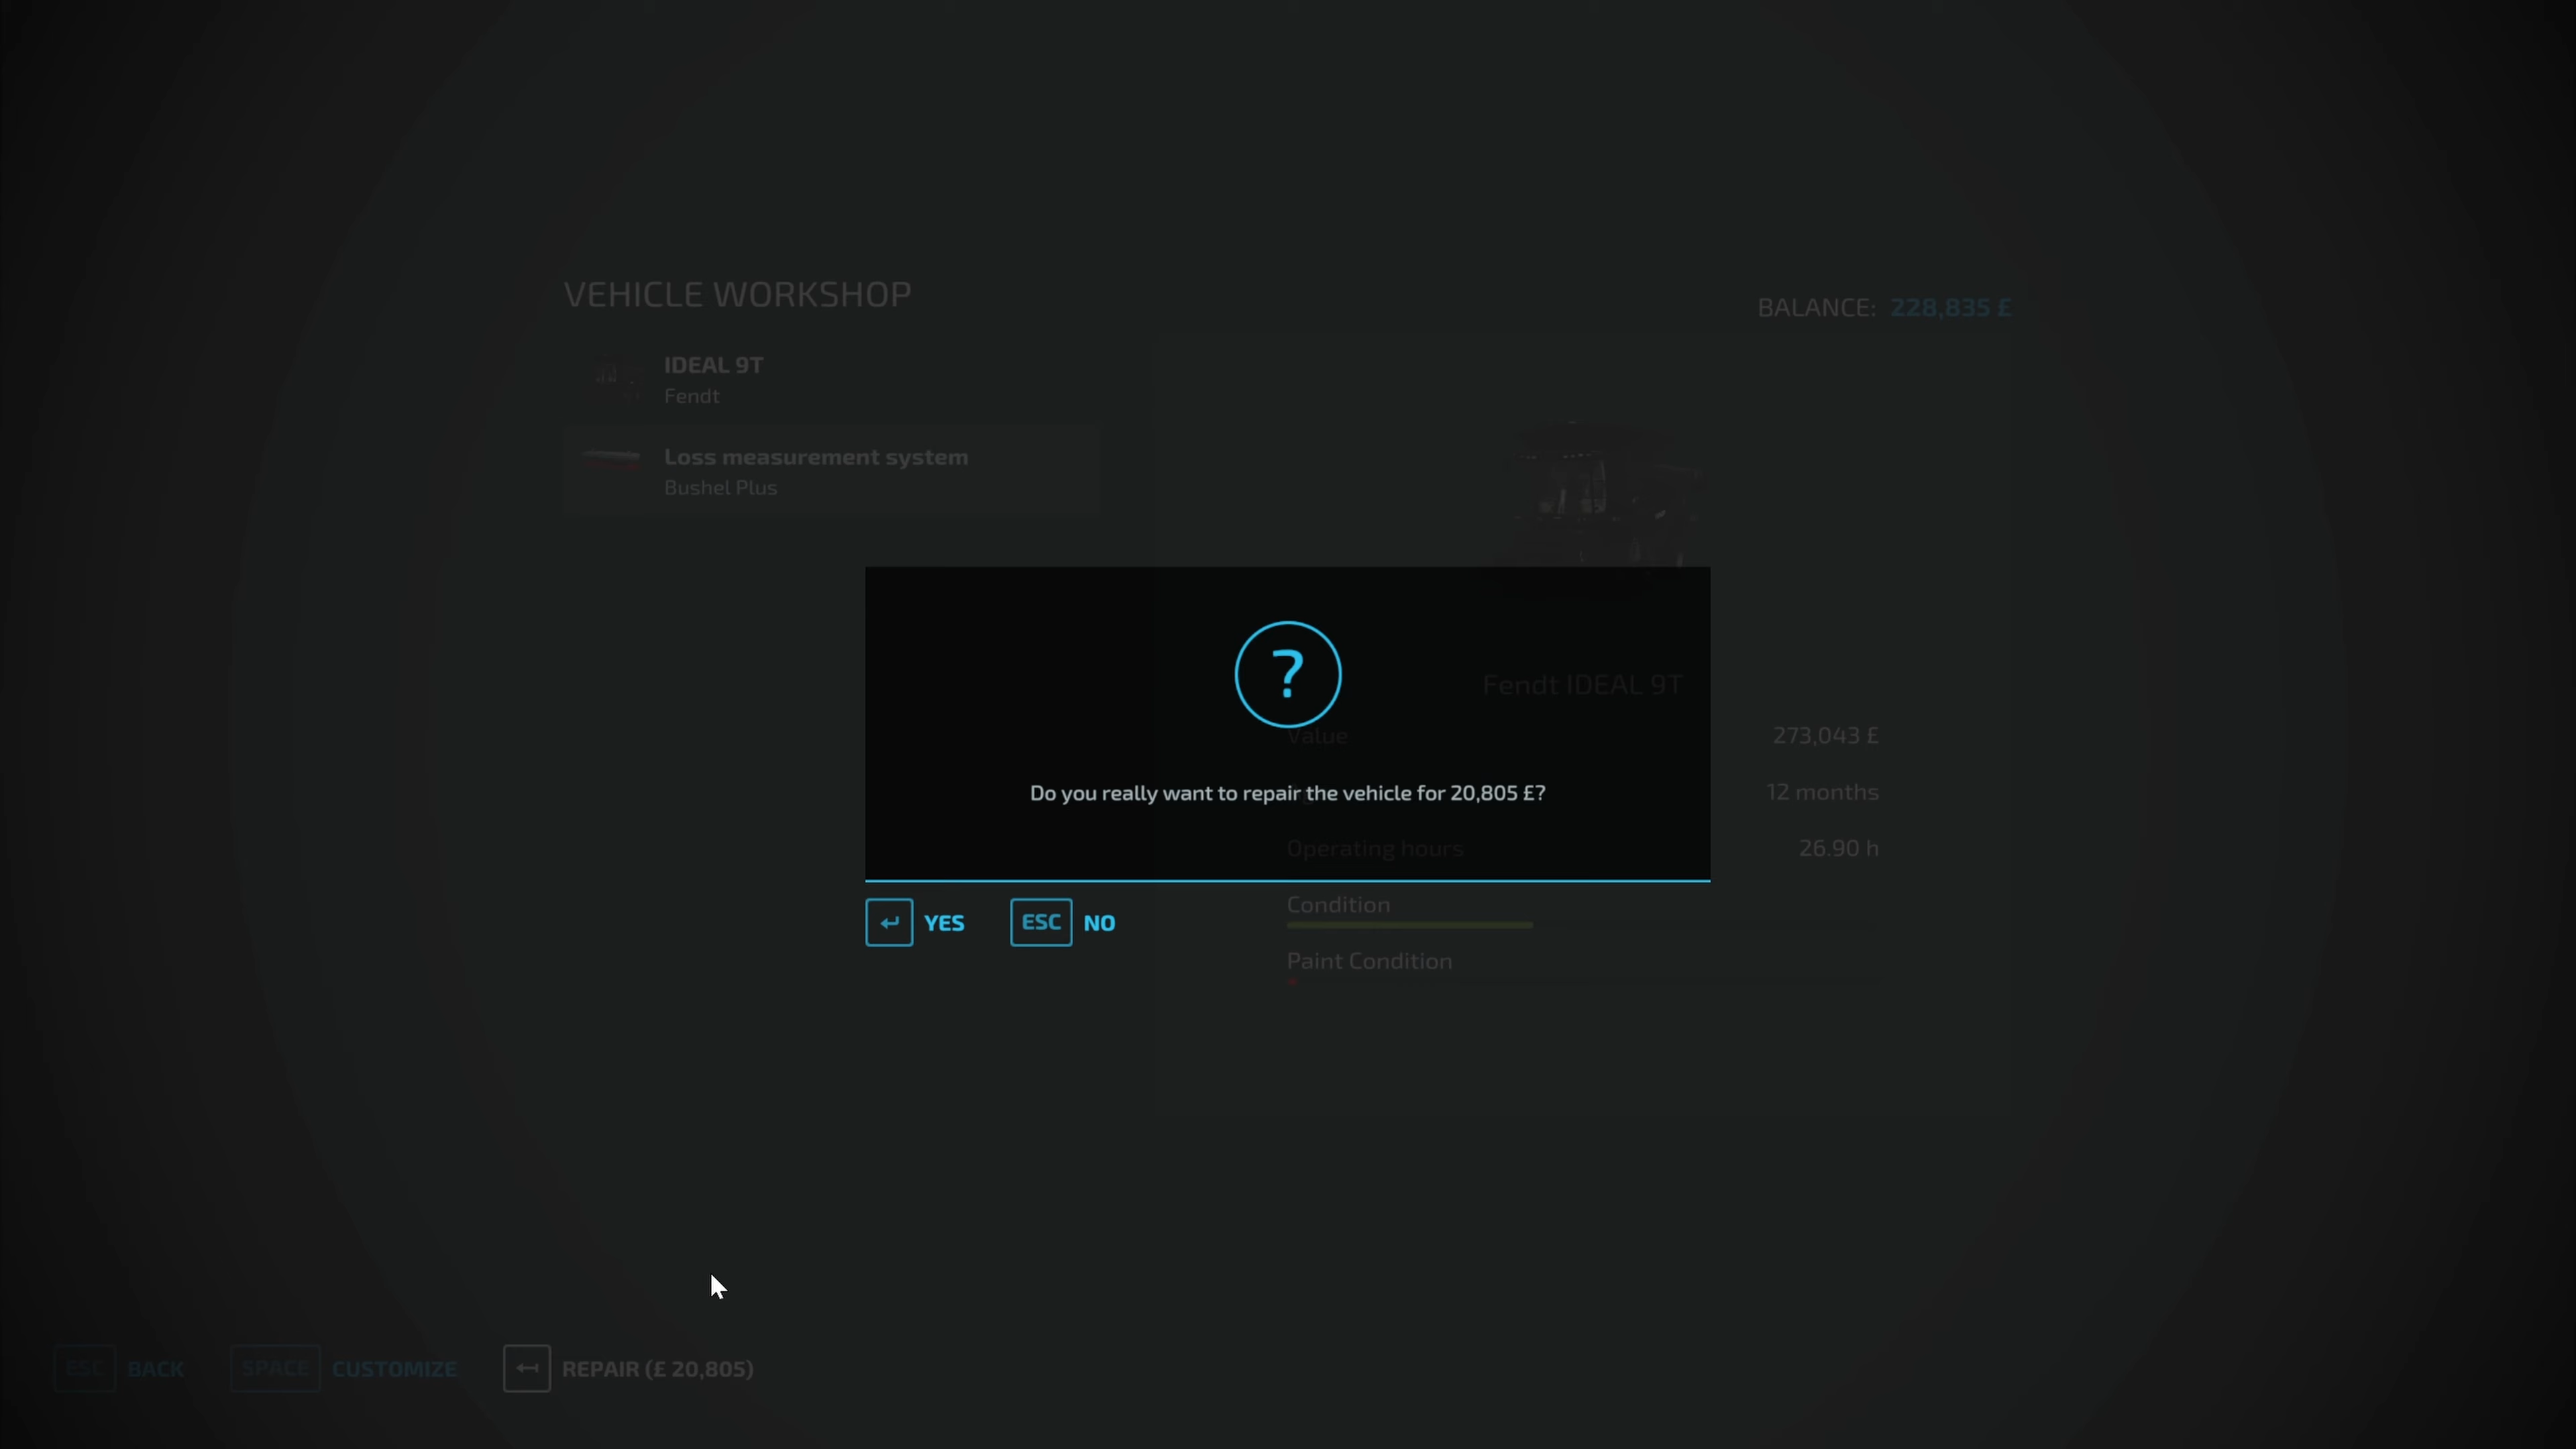 VEHICLE WORKSHOP
BALANCE: 228,835 £
IDEAL 9T
Fendt
Loss measurement system
Bushel Plus
?
Fendt IDEAL 9T
Value 273,043 £
Do you really want to repair the vehicle for 20,805 £?
12 months
Operating hours 26.90 h
Condition
ESC YES
ESC NO
Paint Condition
ESC BACK
SPACE CUSTOMIZE
REPAIR (£ 20,805)